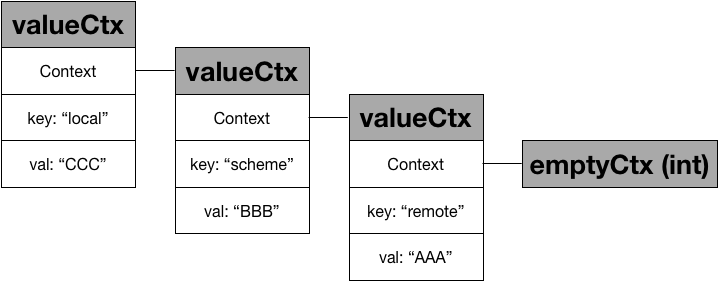 valueCtx
Context
key: “local”
val: “CCC”
valueCtx
Context
key: “scheme”
val: “BBB”
valueCtx
Context
key: “remote”
val: “AAA”
emptyCtx (int)